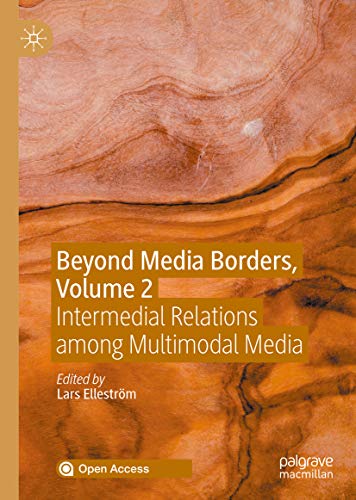 Beyond Media Borders,
Volume 2
Intermedial Relations
among Multimodal Media
Edited by
Lars Elleström
Open Access
palgrave
macmillan